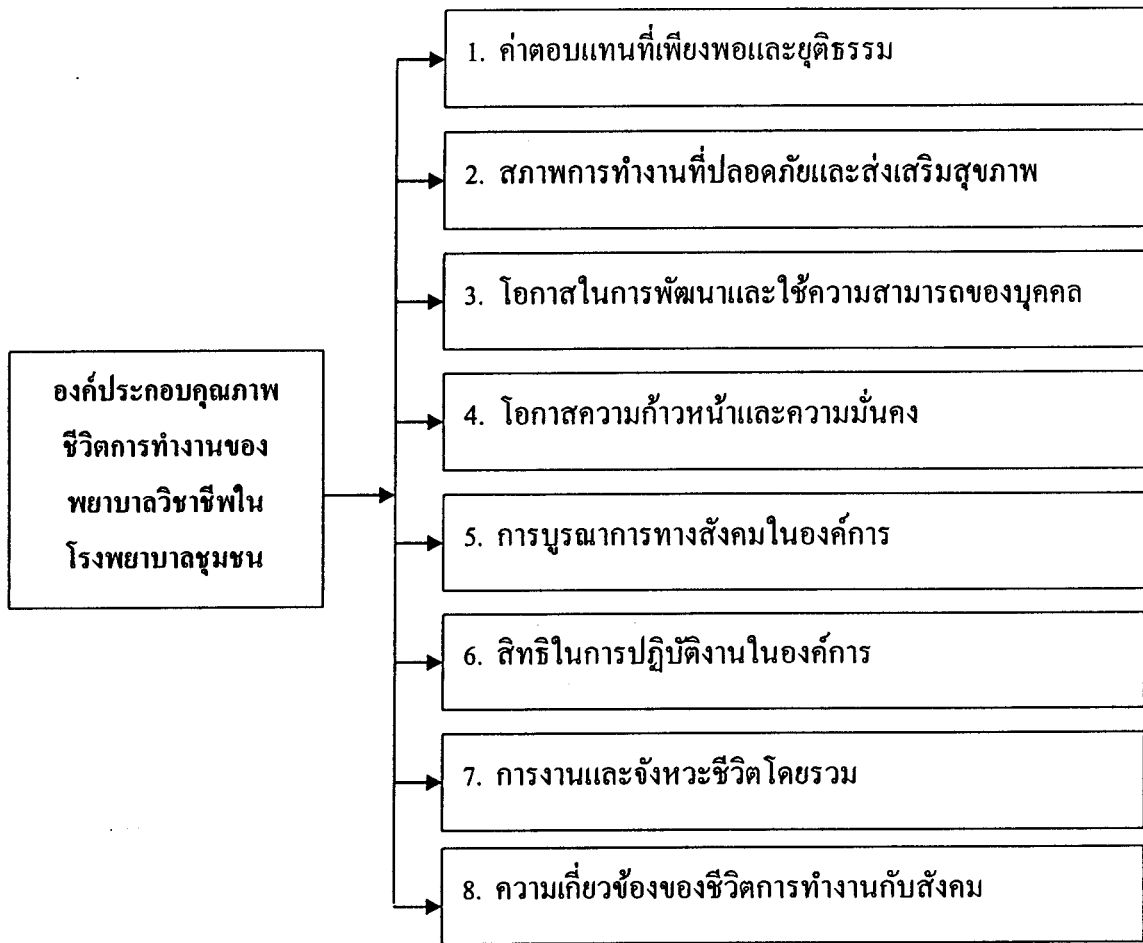 1. ค่าตอบแทนที่เพียงพอและยุติธรรม
2. สภาพการทำงานที่ปลอดภัยและส่งเสริมสุขภาพ
3. โอกาสในการพัฒนาและใช้ความสามารถของบุคคล
องค์ประกอบคุณภาพ
ชีวิตการทำงานของ
พยาบาลวิชาชีพใน
โรงพยาบาลชุมชน
4. โอกาสความก้าวหน้าและความมั่นคง
5. การบูรณาการทางสังคมในองค์การ
6. สิทธิในการปฏิบัติงานในองค์การ
7. การงานและจังหวะชีวิตโดยรวม
8. ความเกี่ยวข้องของชีวิตการทำงานกับสังคม